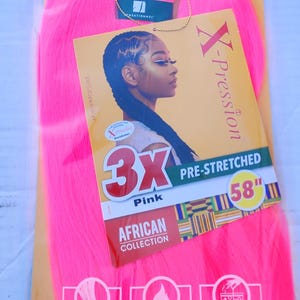 X-Pression
3X
PRE-STRETCHED
Pink
58"
AFRICAN
COLLECTION